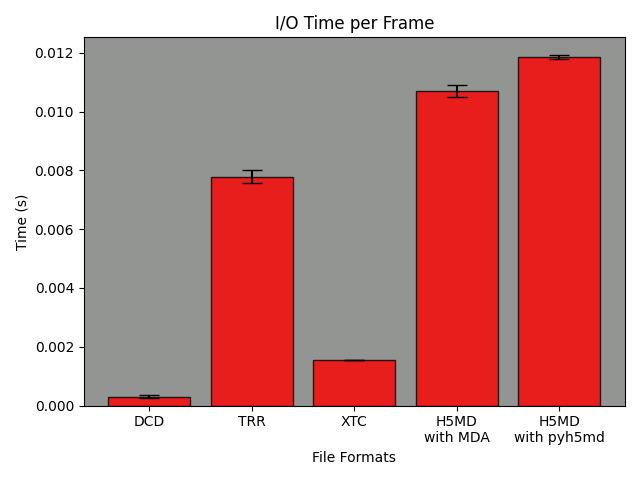 I/O Time per Frame
0.012
0.010
0.008
0.006
0.004
0.002
0.000
Time (s)
DCD
TRR
XTC
H5MD
with MDA
H5MD
with pyh5md
File Formats